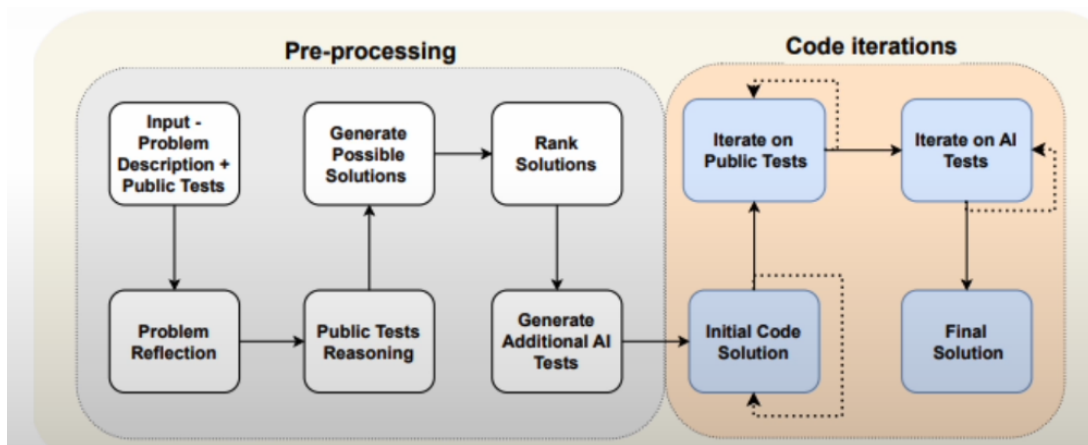 Pre-processing
Code iterations
Input -
Problem
Description +
Public Tests
Generate
Possible
Solutions
Rank
Solutions
Iterate on
Public Tests
Iterate on AI
Tests
Problem
Reflection
Public Tests
Reasoning
Generate
Additional AI
Tests
Initial Code
Solution
Final
Solution